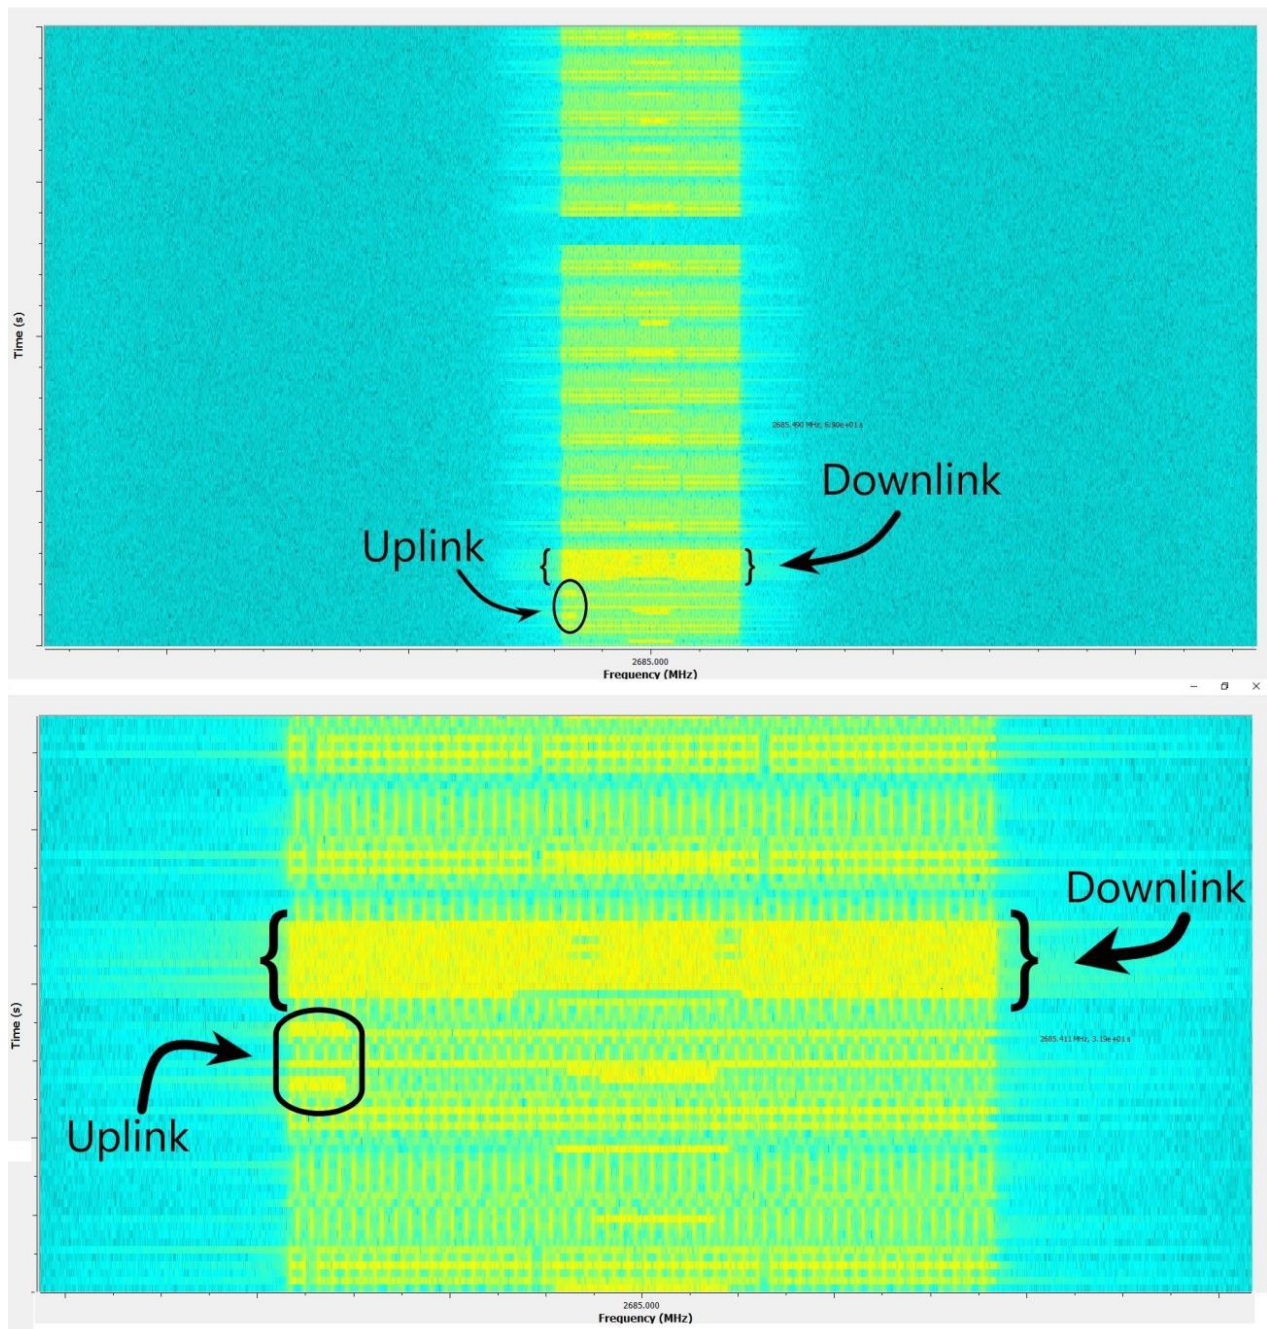 Time (s)
2685.490 MHz, 6.90e+01 s
Downlink
Uplink
2685.000
Frequency (MHz)
Time (s)
Downlink
2685.411 MHz, 3.19e+01 s
Uplink
2685.000
Frequency (MHz)